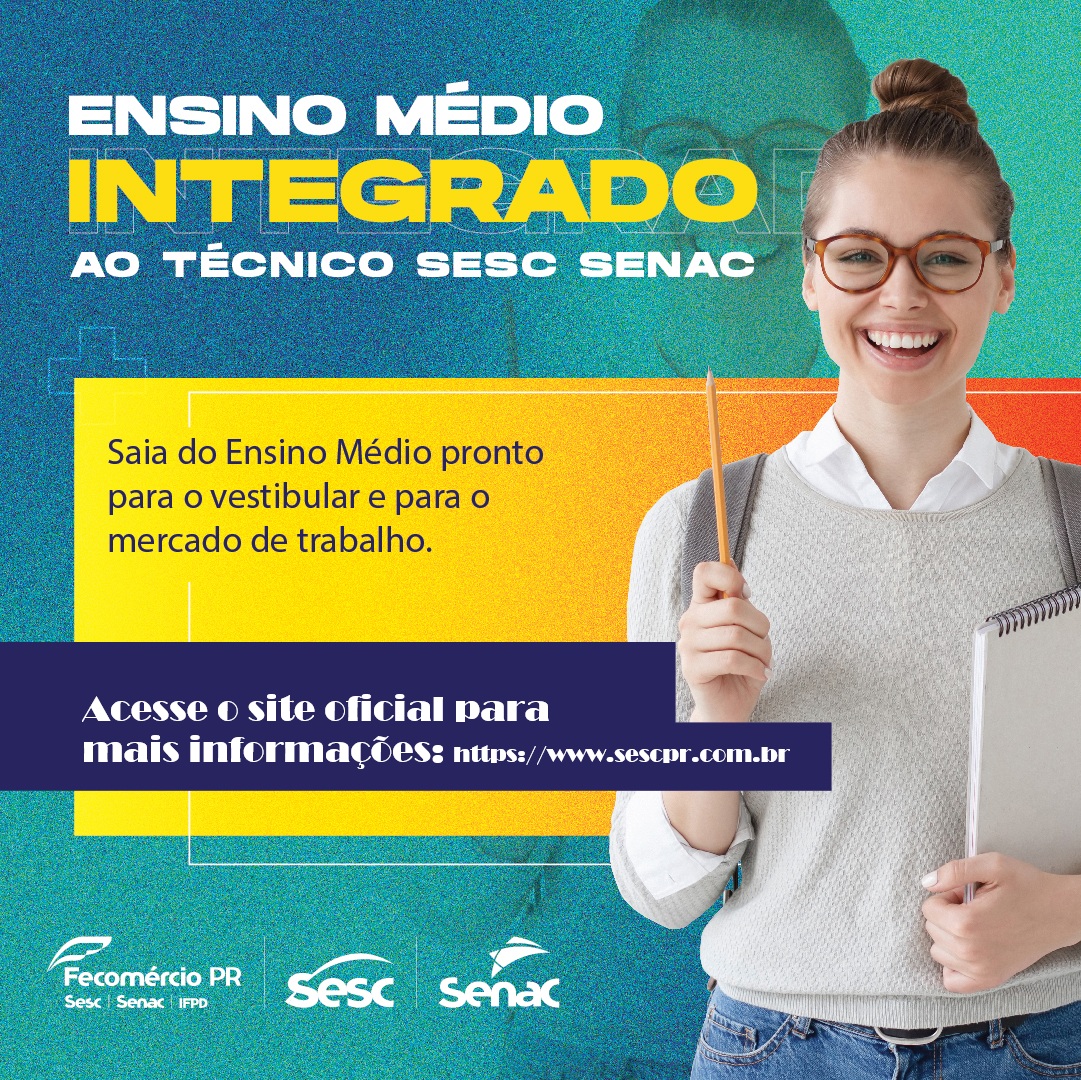 ENSINO MÉDIO
INTEGRADO
AO TÉCNICO SESC SENAC
Saia do Ensino Médio pronto
para o vestibular e para o
mercado de trabalho.
Acesse o site oficial para
mais informações: https://www.sescpr.com.br
Fecomércio PR
Sesc | Senac | IFPD
Sesc
Senac